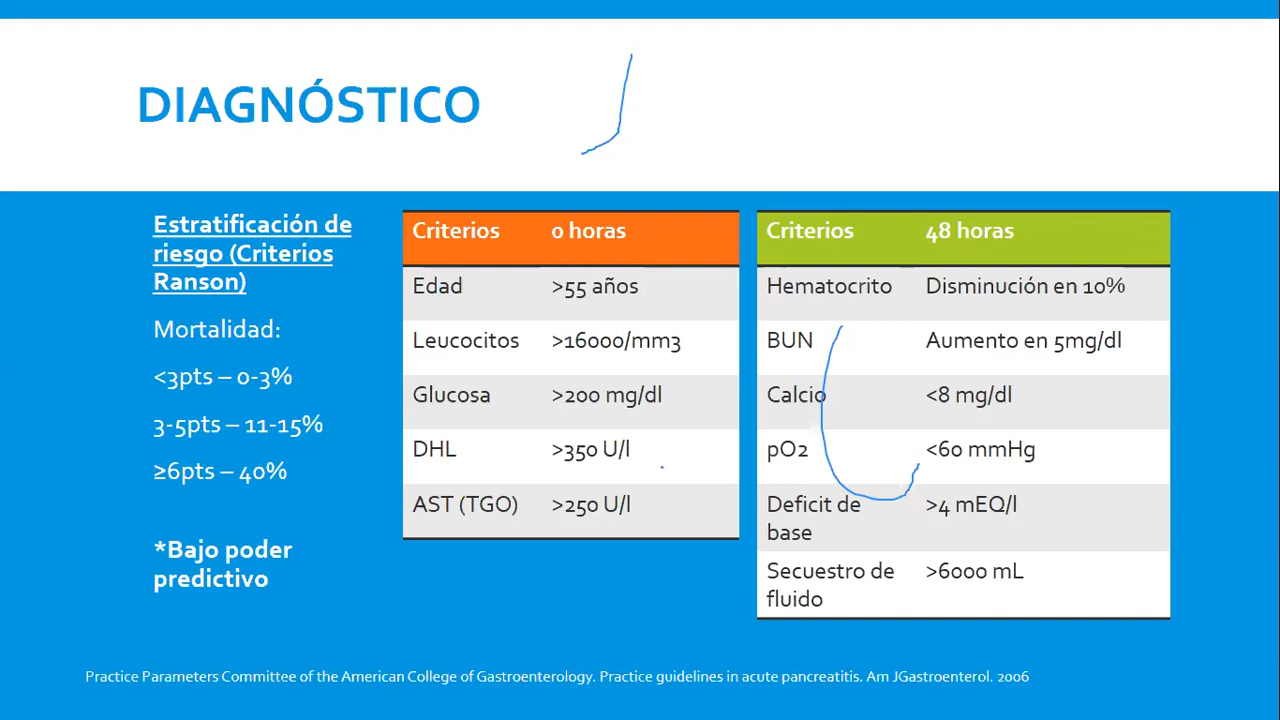 DIAGNÓSTICO
Estratificación de
riesgo (Criterios
Ranson)
Mortalidad:
<3pts – 0-3%
3-5pts – 11-15%
≥6pts – 40%
*Bajo poder
predictivo
Criterios 0 horas
Edad >55 años
Leucocitos >16000/mm3
Glucosa >200 mg/dl
DHL >350 U/l
AST (TGO) >250 U/l
Criterios 48 horas
Hematocrito Disminución en 10%
BUN Aumento en 5mg/dl
Calcio <8 mg/dl
pO2 <60 mmHg
Deficit de >4 mEQ/l
base
Secuestro de >6000 mL
fluido
Practice Parameters Committee of the American College of Gastroenterology. Practice guidelines in acute pancreatitis. Am JGastroenterol. 2006